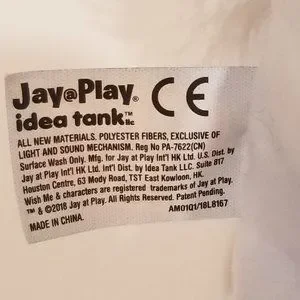 Jay@Play®
idea tank llc
CE
ALL NEW MATERIALS. POLYESTER FIBERS, EXCLUSIVE OF
LIGHT AND SOUND MECHANISM. Reg No PA-7622(CN)
Surface Wash Only. Mfg. for Jay at Play Int'l HK Ltd. U.S. Dist. by
Jay at Play Int'l HK Ltd. Int'l Dist. by Idea Tank LLC. Suite 817
Houston Centre, 63 Mody Road, TST East Kowloon, HK.
Wish Me & characters are registered trademarks of Jay at Play.
™ & ©2018 Jay at Play. All Rights Reserved. Patent Pending.
AM0101/18L8167
MADE IN CHINA.